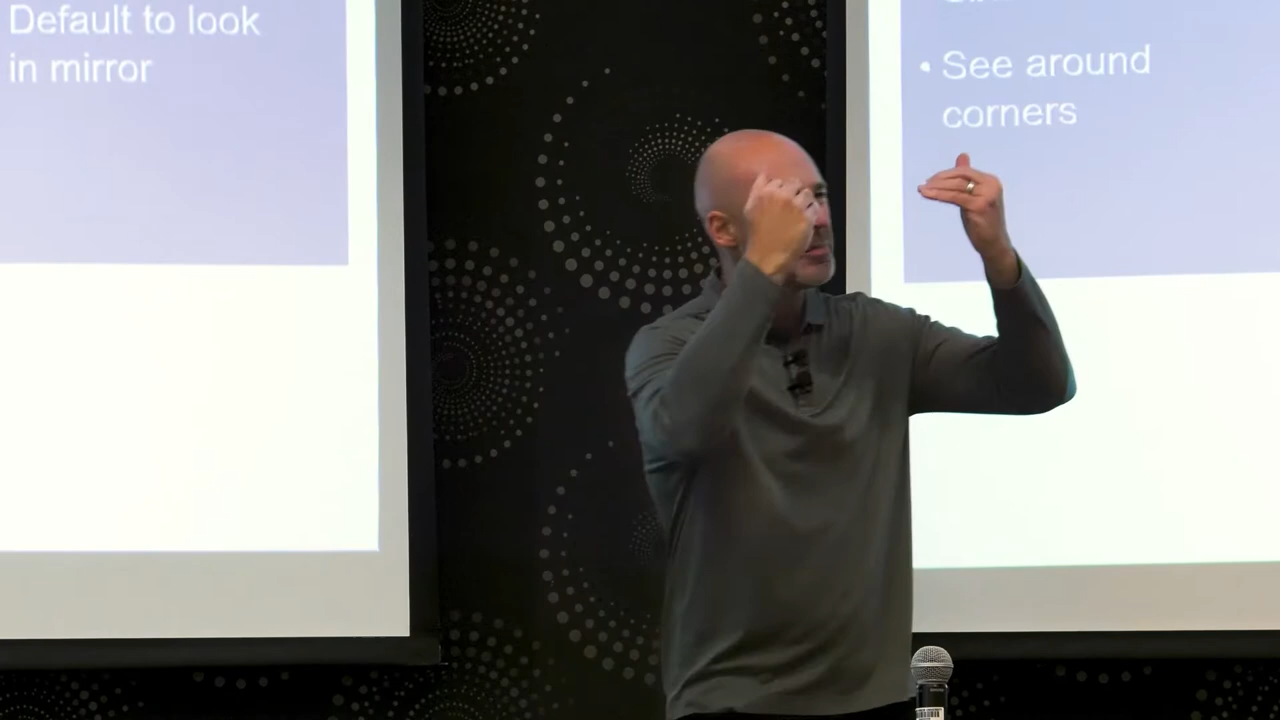 Default to look
in mirror
• See around
corners